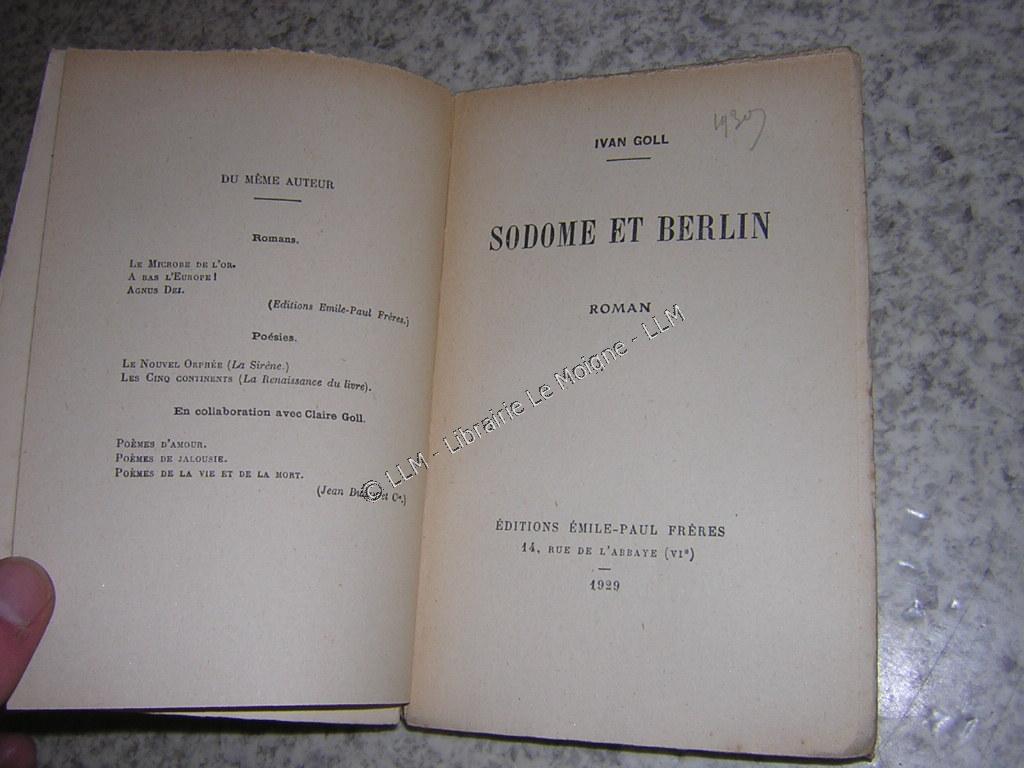 DU MÊME AUTEUR
Romans.
LE MICROBE DE L'OR.
A BAS L'EUROPE !
AGNUS DEI.
(Editions Emile-Paul Frères.)
Poésies.
LE NOUVEL ORPHÉE (La Sirène.)
LES CINQ CONTINENTS (La Renaissance du livre).
En collaboration avec Claire Goll.
POÈMES D'AMOUR.
POÈMES DE JALOUSIE.
POÈMES DE LA VIE ET DE LA MORT.
(Jean et Cie.)
IVAN GOLL
SODOME ET BERLIN
ROMAN
ÉDITIONS ÉMILE-PAUL FRÈRES
14, RUE DE L'ABBAYE (VIe)
1929
© LLM - Librairie Le Moigne - LLM